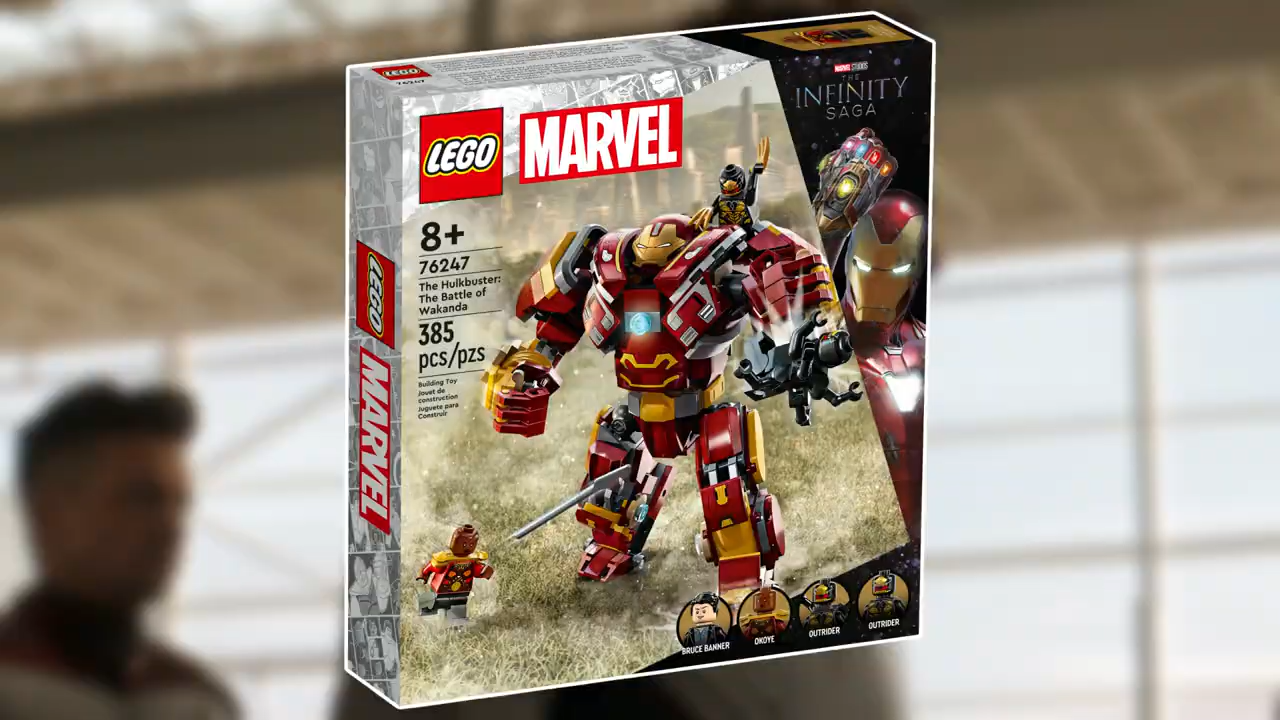 LEGO
76247
LEGO
MARVEL
8+
76247
The Hulkbuster:
The Battle of
Wakanda
385
pcs/pzs
Building Toy
Jouet de
construction
Juguete para
Construir
MARVEL STUDIOS
THE
INFINITY
SAGA
LEGO
MARVEL
BRUCE BANNER
OKOYE
OUTRIDER
OUTRIDER